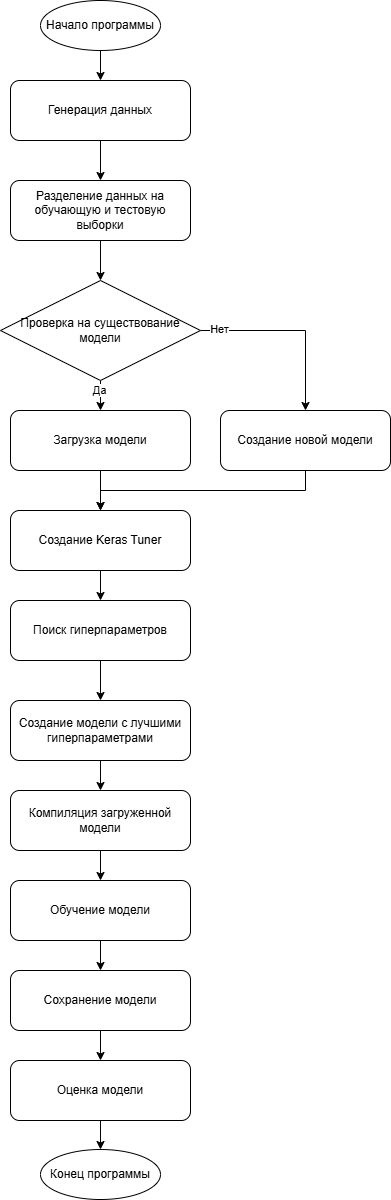 Начало программы
Генерация данных
Разделение данных на
обучающую и тестовую
выборки
Проверка на существование
модели
Нет
Да
Загрузка модели
Создание новой модели
Создание Keras Tuner
Поиск гиперпараметров
Создание модели с лучшими
гиперпараметрами
Компиляция загруженной
модели
Обучение модели
Сохранение модели
Оценка модели
Конец программы